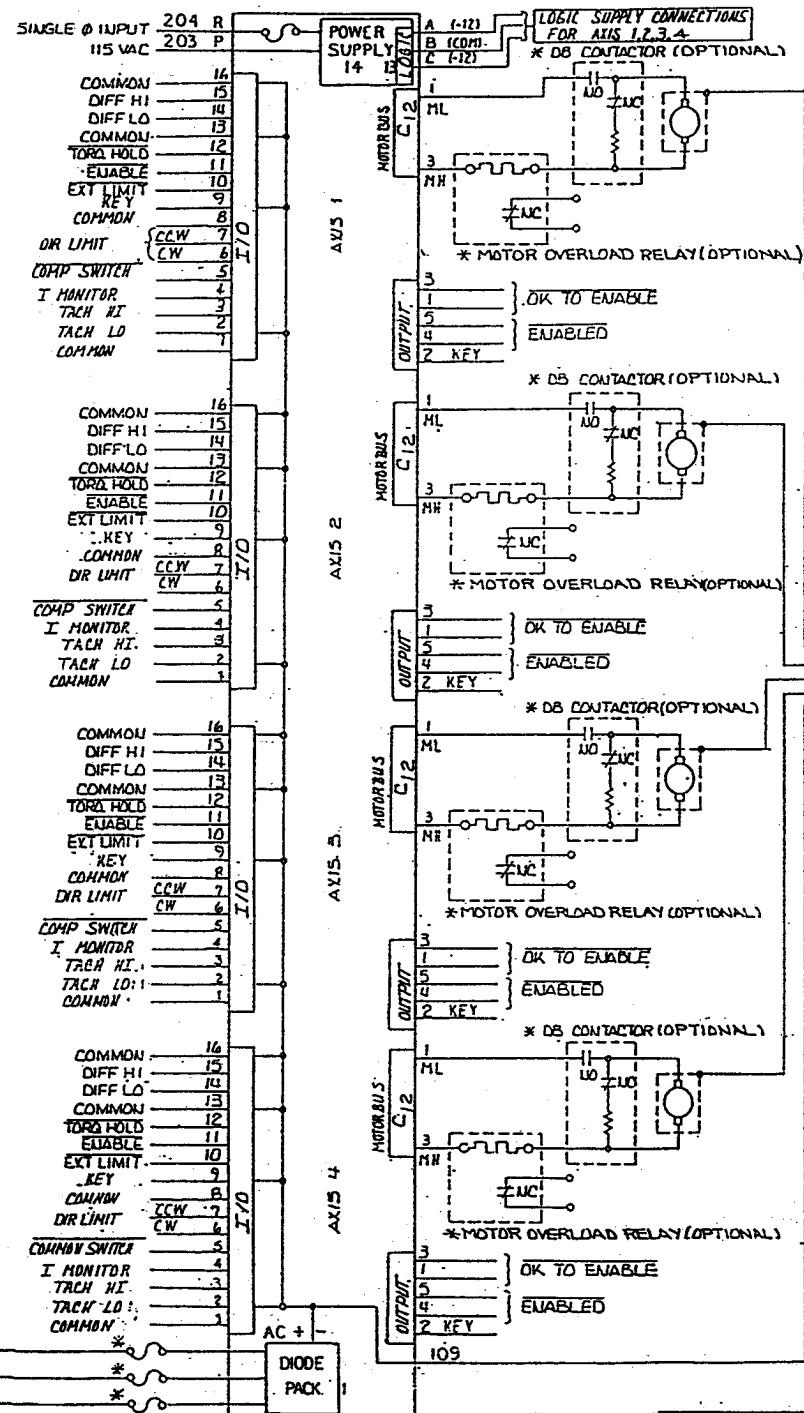 SINGLE Ø INPUT 204 R
115 VAC 203 P
POWER SUPPLY
14 13
LOGIC
A (-12)
B (COM)
C (-12)
LOGIC SUPPLY CONNECTIONS
FOR AXIS 1,2,3,4
* DB CONTACTOR (OPTIONAL)
COMMON 16
DIFF HI 15
DIFF LO 14
COMMON 13
TORQ HOLD 12
ENABLE 11
EXT LIMIT 10
KEY 9
COMMON 8
DIR LIMIT CCW 7
CW 6
COMP SWITCH 5
I MONITOR 4
TACH HI 3
TACH LO 2
COMMON 1
I/O
AXIS 1
MOTOR BUS
C12
1
ML
NO
NC
3
MH
NC
* MOTOR OVERLOAD RELAY (OPTIONAL)
OUTPUT
3
1
OK TO ENABLE
5
4
ENABLED
2 KEY
* DB CONTACTOR (OPTIONAL)
COMMON 16
DIFF HI 15
DIFF LO 14
COMMON 13
TORQ HOLD 12
ENABLE 11
EXT LIMIT 10
KEY 9
COMMON 8
DIR LIMIT CCW 7
CW 6
COMP SWITCH 5
I MONITOR 4
TACH HI 3
TACH LO 2
COMMON 1
I/O
AXIS 2
MOTOR BUS
C12
1
ML
NO
NC
3
MH
NC
* MOTOR OVERLOAD RELAY (OPTIONAL)
OUTPUT
3
1
OK TO ENABLE
5
4
ENABLED
2 KEY
* DB CONTACTOR (OPTIONAL)
COMMON 16
DIFF HI 15
DIFF LO 14
COMMON 13
TORQ HOLD 12
ENABLE 11
EXT LIMIT 10
KEY 9
COMMON 8
DIR LIMIT CCW 7
CW 6
COMP SWITCH 5
I MONITOR 4
TACH HI 3
TACH LO 2
COMMON 1
I/O
AXIS 3
MOTOR BUS
C12
1
ML
NO
NC
3
MH
NC
* MOTOR OVERLOAD RELAY (OPTIONAL)
OUTPUT
3
1
OK TO ENABLE
5
4
ENABLED
2 KEY
* DB CONTACTOR (OPTIONAL)
COMMON 16
DIFF HI 15
DIFF LO 14
COMMON 13
TORQ HOLD 12
ENABLE 11
EXT LIMIT 10
KEY 9
COMMON 8
DIR LIMIT CCW 7
CW 6
COMMON SWITCH 5
I MONITOR 4
TACH HI 3
TACH LO 2
COMMON 1
I/O
AXIS 4
MOTOR BUS
C12
1
ML
NO
NC
3
MH
NC
* MOTOR OVERLOAD RELAY (OPTIONAL)
OUTPUT
3
1
OK TO ENABLE
5
4
ENABLED
2 KEY
109
AC + -
DIODE PACK 1
*
*
*